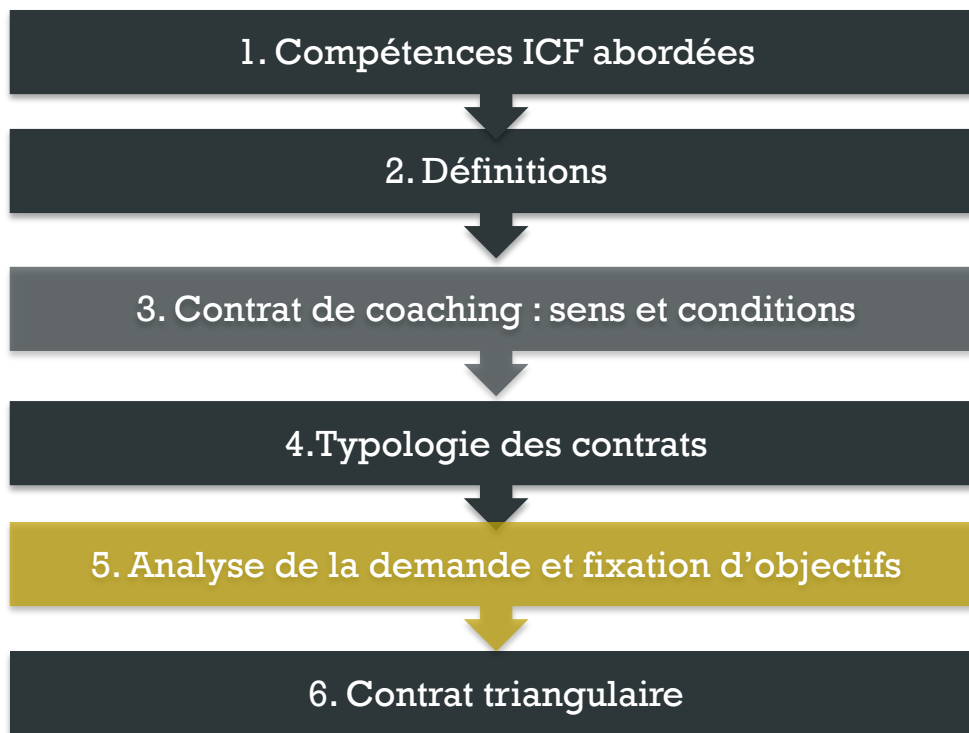 1. Compétences ICF abordées
2. Définitions
3. Contrat de coaching : sens et conditions
4.Typologie des contrats
5. Analyse de la demande et fixation d’objectifs
6. Contrat triangulaire